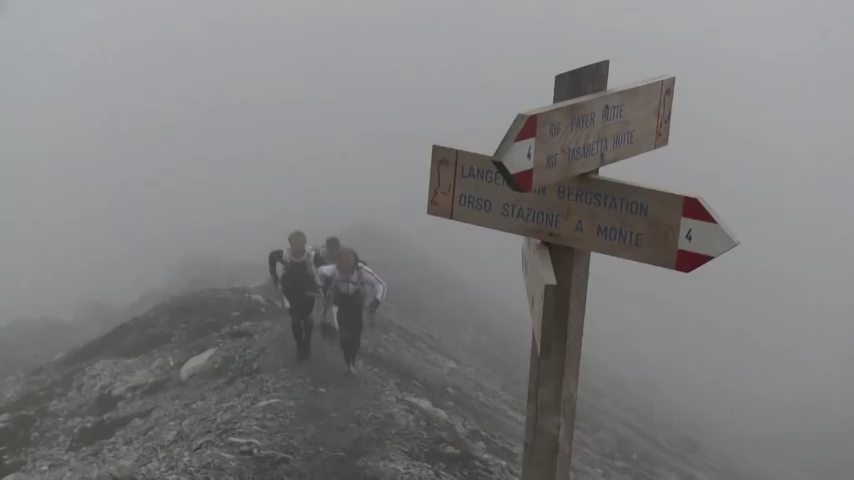 RIF PAYER HÜTTE
4
RIF TABARETTA HÜTTE
BERGSTATION
ORSO STAZIONE A MONTE
4